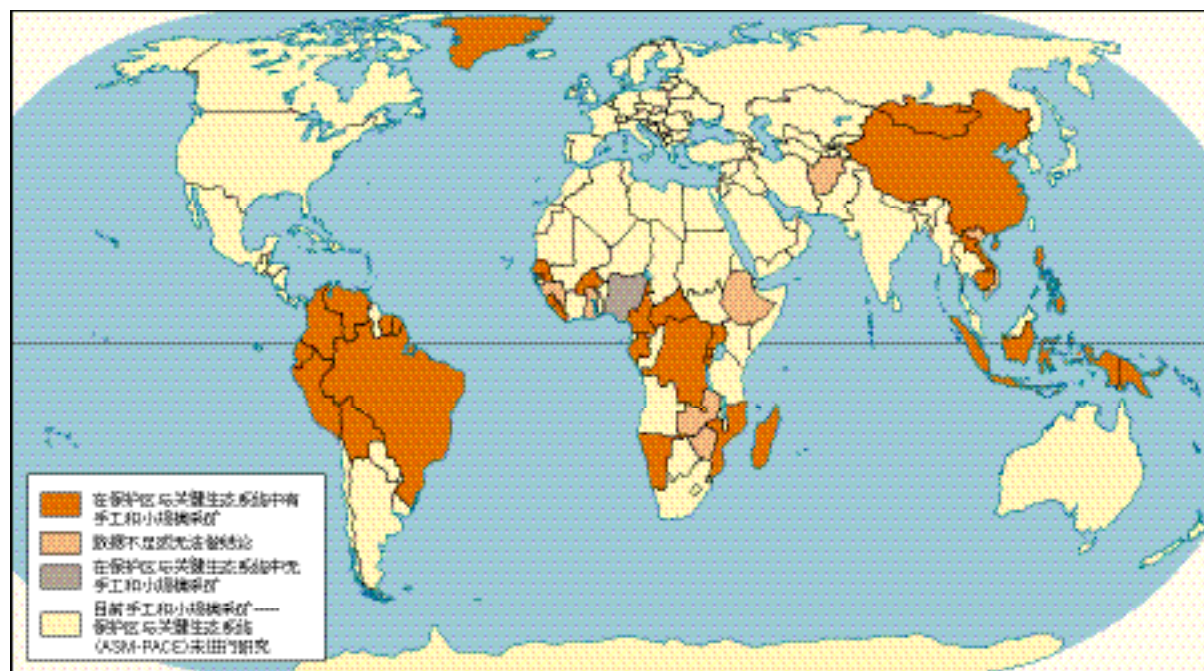 在保护区与关键生态系统中有
手工和小规模采矿
数据不足或无法做结论
在保护区与关键生态系统中无
手工和小规模采矿
目前手工和小规模采矿-----
保护区与关键生态系统
(ASM-PACE)未进行研究